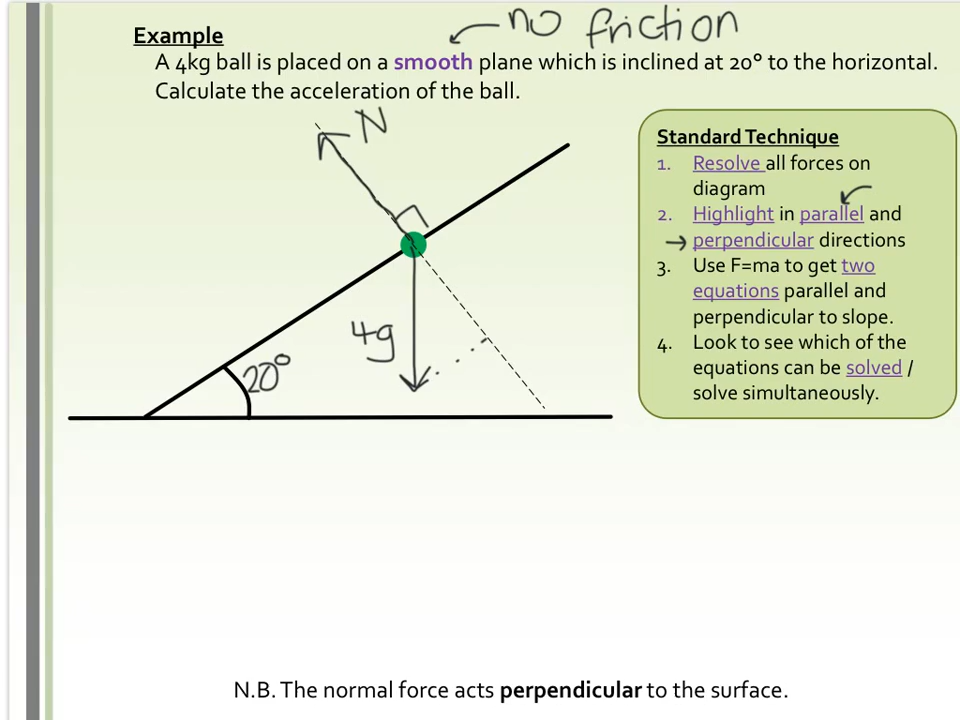 no friction
Example
A 4kg ball is placed on a smooth plane which is inclined at 20° to the horizontal.
Calculate the acceleration of the ball.
N
4g
20°
Standard Technique
1. Resolve all forces on
diagram
2. Highlight in parallel and
perpendicular directions
3. Use F=ma to get two
equations parallel and
perpendicular to slope.
4. Look to see which of the
equations can be solved /
solve simultaneously.
N.B. The normal force acts perpendicular to the surface.